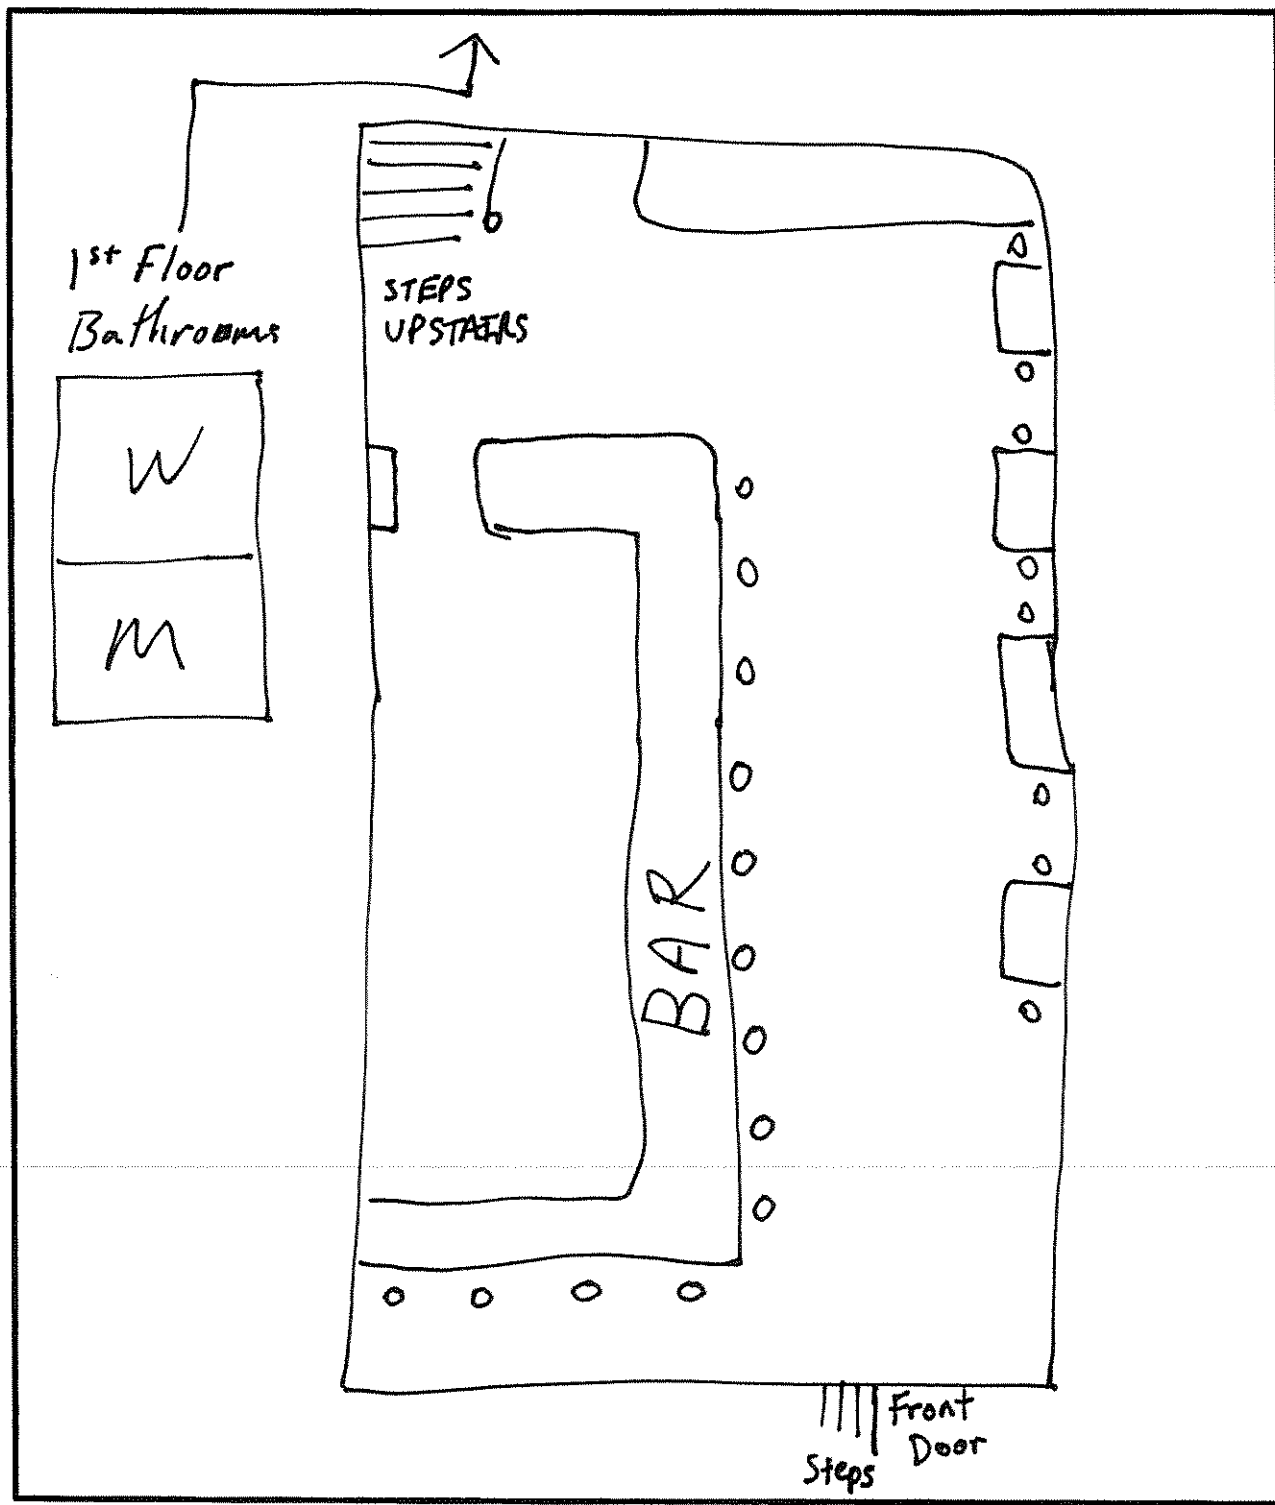 1st Floor
Bathrooms
STEPS
UPSTAIRS
W
M
BAR
Front
Door
Steps